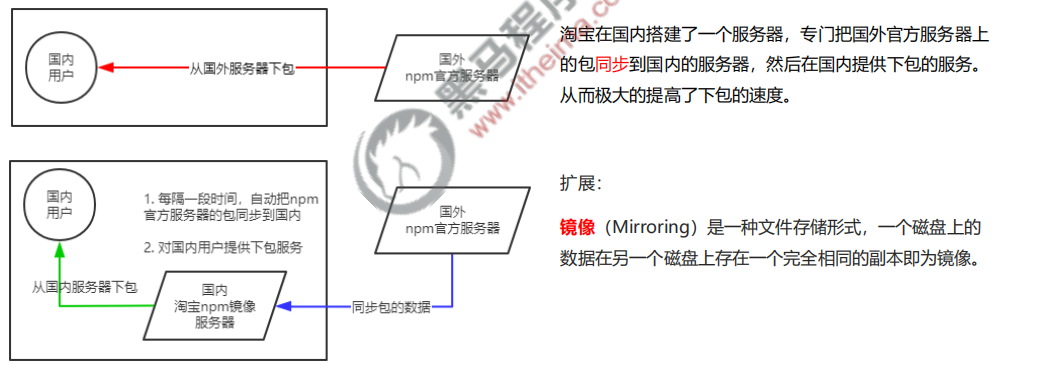 国内
用户
从国外服务器下包
国外
npm官方服务器
淘宝在国内搭建了一个服务器，专门把国外官方服务器上
的包同步到国内的服务器，然后在国内提供下包的服务。
从而极大的提高了下包的速度。
国内
用户
1. 每隔一段时间，自动把npm
官方服务器的包同步到国内
2. 对国内用户提供下包服务
国外
npm官方服务器
从国内服务器下包
国内
淘宝npm镜像
服务器
同步包的数据
扩展：
镜像（Mirroring）是一种文件存储形式，一个磁盘上的
数据在另一个磁盘上存在一个完全相同的副本即为镜像。
黑马程序
www.itheima.